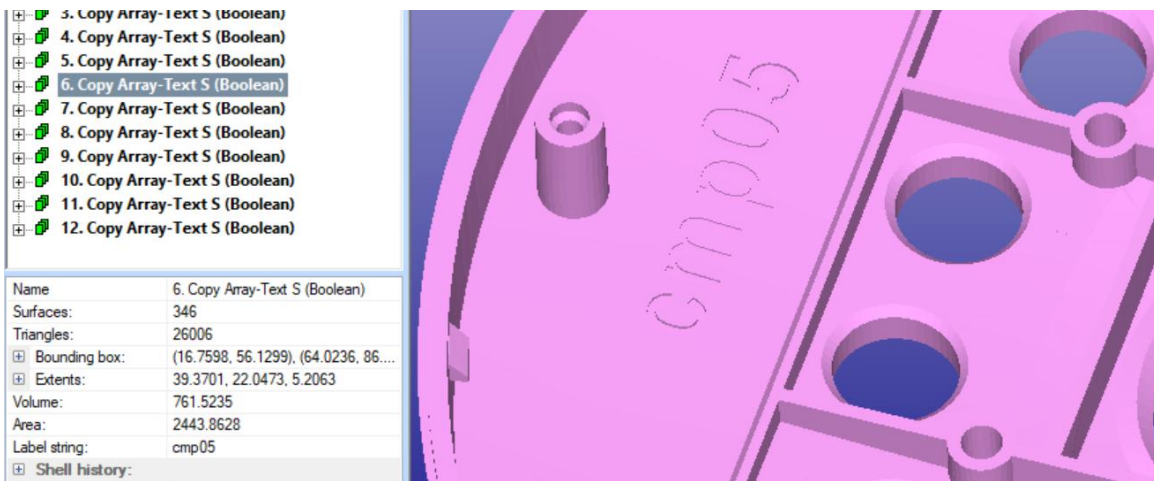 3. Copy Array-Text S (Boolean)
4. Copy Array-Text S (Boolean)
5. Copy Array-Text S (Boolean)
6. Copy Array-Text S (Boolean)
7. Copy Array-Text S (Boolean)
8. Copy Array-Text S (Boolean)
9. Copy Array-Text S (Boolean)
10. Copy Array-Text S (Boolean)
11. Copy Array-Text S (Boolean)
12. Copy Array-Text S (Boolean)
Name 6. Copy Array-Text S (Boolean)
Surfaces: 346
Triangles: 26006
Bounding box: (16.7598, 56.1299), (64.0236, 86....
Extents: 39.3701, 22.0473, 5.2063
Volume: 761.5235
Area: 2443.8628
Label string: cmp05
Shell history:
cmp05